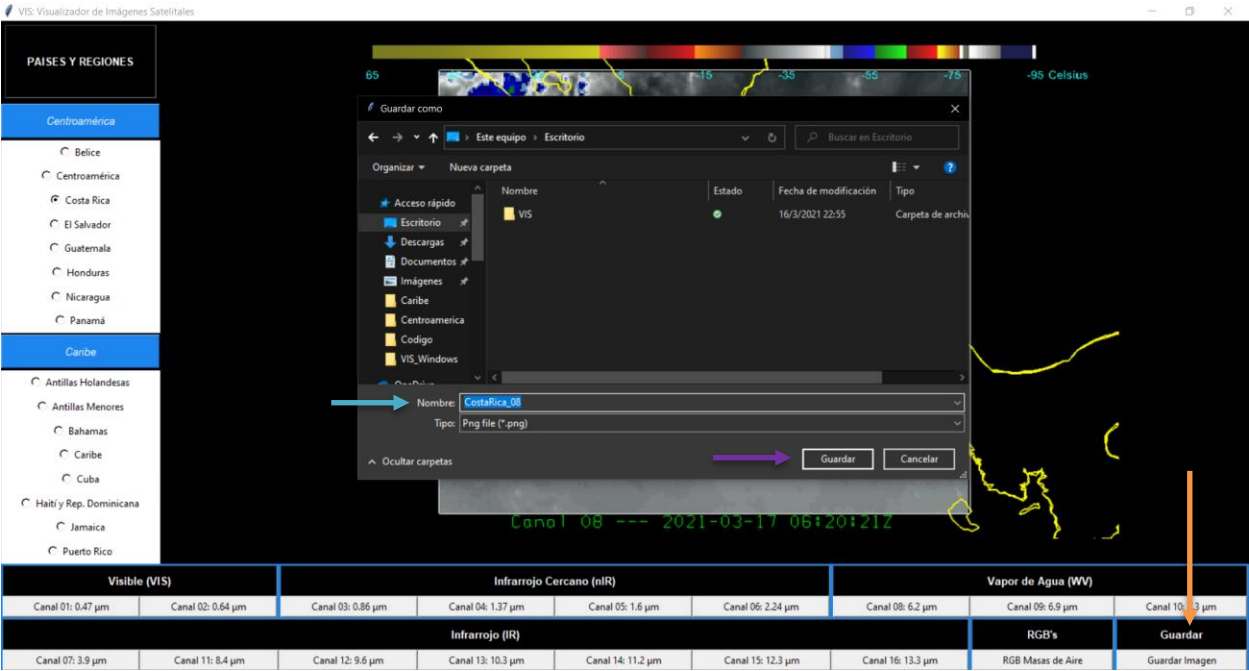 VIS: Visualizador de Imágenes Satelitales
PAISES Y REGIONES
65
-15
-35
-55
-75
-95 Celsius
Guardar como
Este equipo › Escritorio
Buscar en Escritorio
Organizar
Nueva carpeta
Nombre
Estado
Fecha de modificación
Tipo
VIS
16/3/2021 22:55
Carpeta de archiv
Acceso rápido
Escritorio
Descargas
Documentos
Imágenes
Caribe
Centroamerica
Codigo
VIS_Windows
OneDrive
Nombre: CostaRica_08
Tipo: Png file (*.png)
Ocultar carpetas
Guardar
Cancelar
Canal 08 --- 2021-03-17 06:20:21Z
Centroamérica
Belice
Centroamérica
Costa Rica
El Salvador
Guatemala
Honduras
Nicaragua
Panamá
Caribe
Antillas Holandesas
Antillas Menores
Bahamas
Caribe
Cuba
Haití y Rep. Dominicana
Jamaica
Puerto Rico
Visible (VIS)
Infrarrojo Cercano (nIR)
Vapor de Agua (WV)
Canal 01: 0.47 µm
Canal 02: 0.64 µm
Canal 03: 0.86 µm
Canal 04: 1.37 µm
Canal 05: 1.6 µm
Canal 06: 2.24 µm
Canal 08: 6.2 µm
Canal 09: 6.9 µm
Canal 10: .3 µm
Infrarrojo (IR)
RGB's
Guardar
Canal 07: 3.9 µm
Canal 11: 8.4 µm
Canal 12: 9.6 µm
Canal 13: 10.3 µm
Canal 14: 11.2 µm
Canal 15: 12.3 µm
Canal 16: 13.3 µm
RGB Masas de Aire
Guardar Imagen